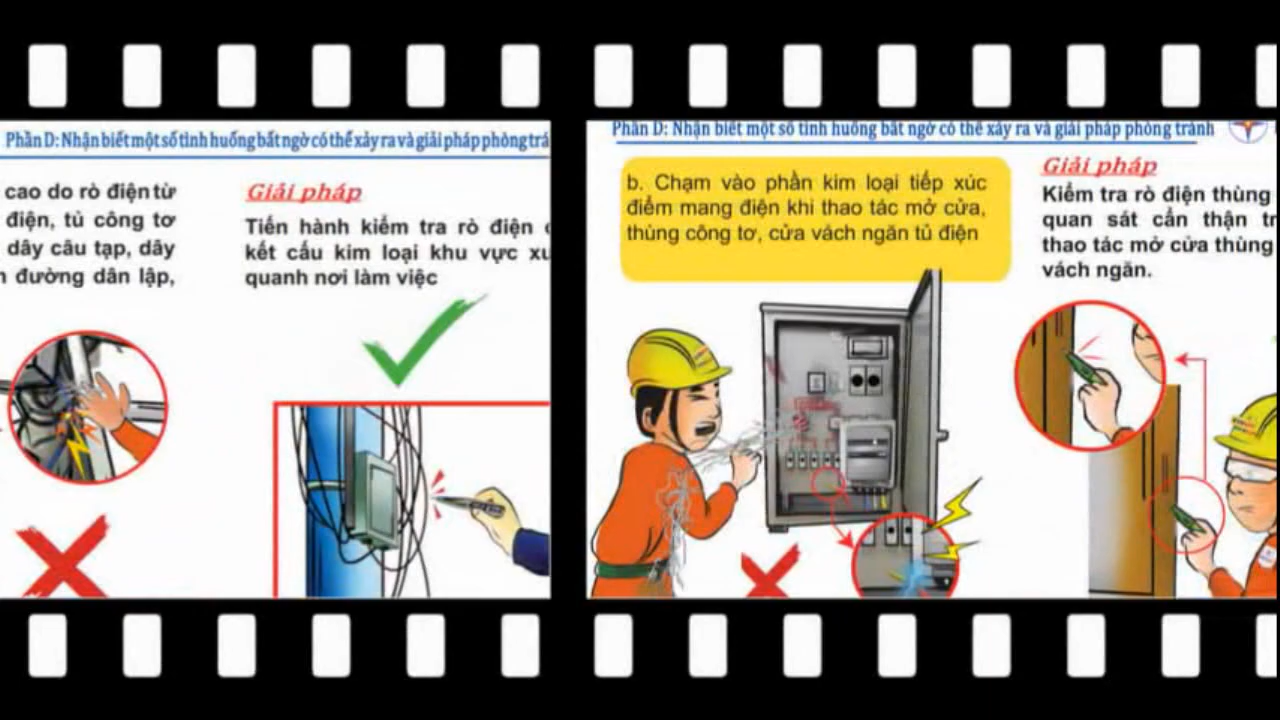 Phần D: Nhận biết một số tình huống bất ngờ có thể xảy ra và giải pháp phòng
cao do rò điện từ
điện, tủ công tơ
dây câu tạp, dây
đường dân lập,
Giải pháp
Tiến hành kiểm tra rò điện
kết cấu kim loại khu vực
quanh nơi làm việc
Phần D: Nhận biết một số tình huống bất ngờ có thể xảy ra và giải pháp phòng tránh
b. Chạm vào phần kim loại tiếp xúc
điểm mang điện khi thao tác mở cửa,
thùng công tơ, cửa vách ngăn tủ điện
Giải pháp
Kiểm tra rò điện thùng
quan sát cẩn thận
thao tác mở cửa thùng
vách ngăn.